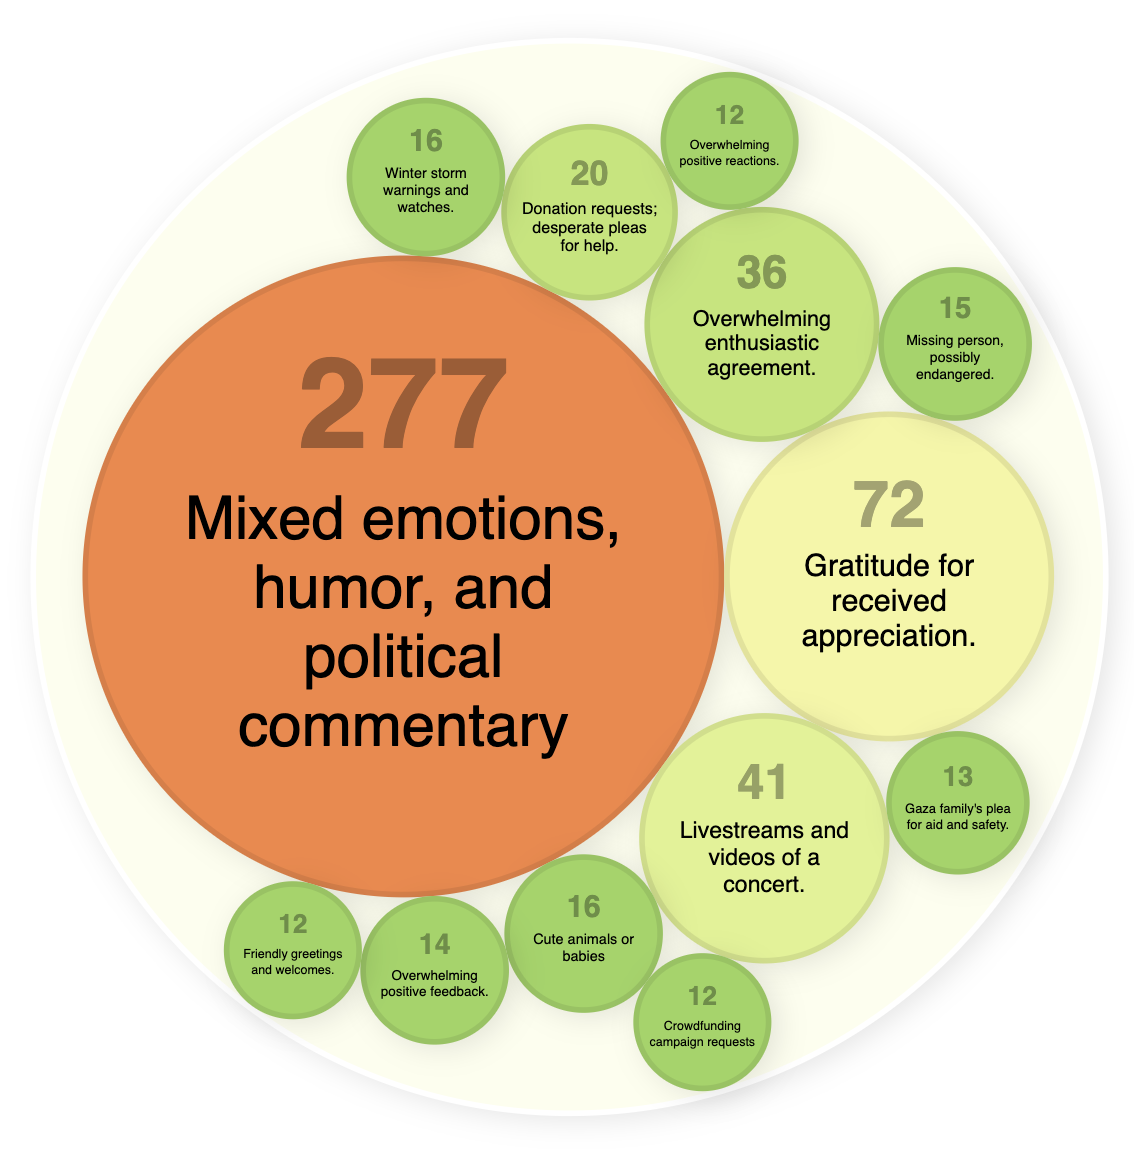 12
Overwhelming
positive reactions.
16
Winter storm
warnings and
watches.
20
Donation requests;
desperate pleas
for help.
36
Overwhelming
enthusiastic
agreement.
15
Missing person,
possibly
endangered.
277
Mixed emotions,
humor, and
political
commentary
72
Gratitude for
received
appreciation.
41
Livestreams and
videos of a
concert.
13
Gaza family's plea
for aid and safety.
12
Friendly greetings
and welcomes.
14
Overwhelming
positive feedback.
16
Cute animals or
babies
12
Crowdfunding
campaign requests